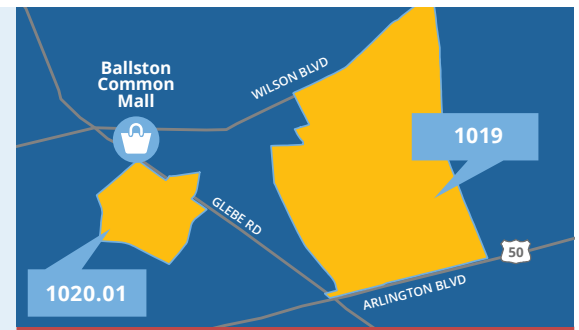 Ballston
Common
Mall
WILSON BLVD
1019
GLEBE RD
50
1020.01
ARLINGTON BLVD